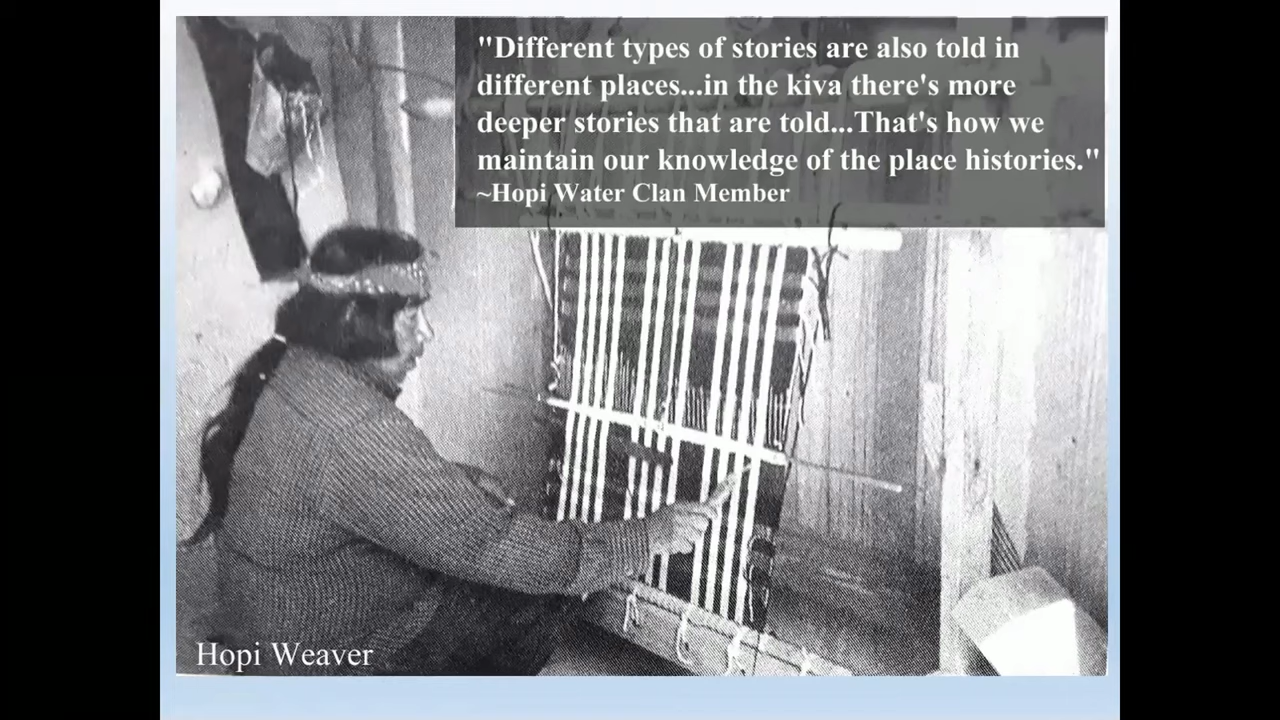 "Different types of stories are also told in
different places...in the kiva there's more
deeper stories that are told...That's how we
maintain our knowledge of the place histories."
~Hopi Water Clan Member
Hopi Weaver